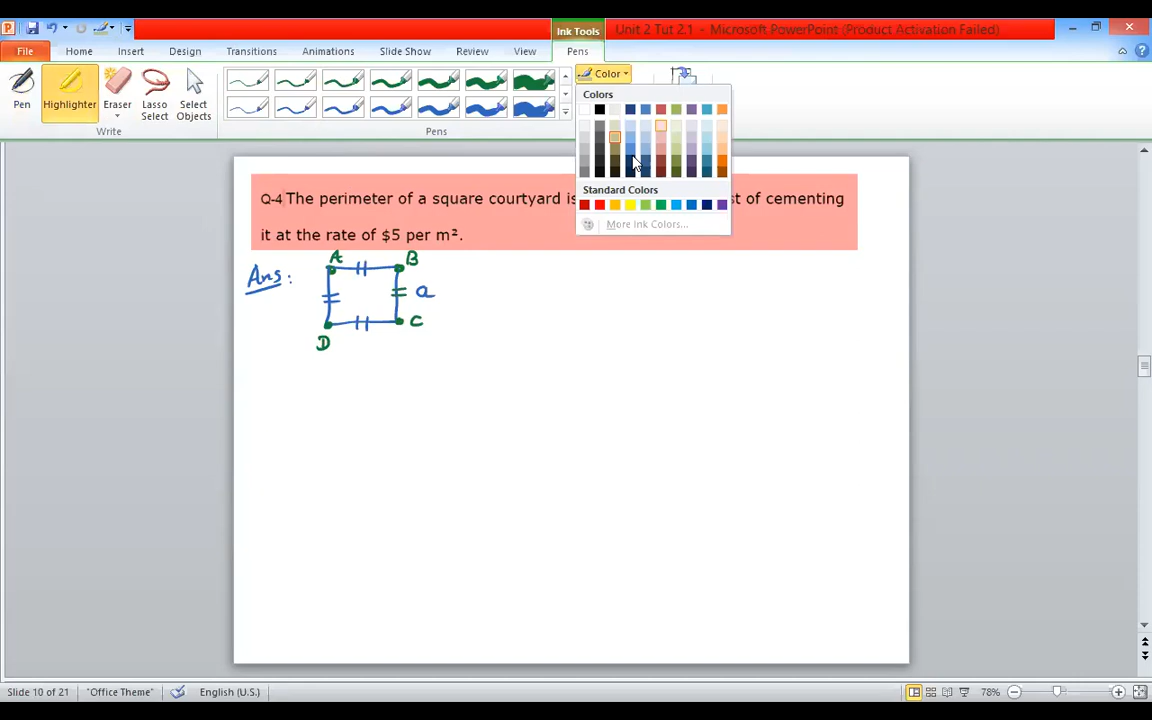 Unit 2 Tut 2.1 - Microsoft PowerPoint (Product Activation Failed)
Ink Tools
File Home Insert Design Transitions Animations Slide Show Review View Pens
Color
Pen Highlighter Eraser Lasso Select Select Objects
Write
Pens
Colors
Standard Colors
More Ink Colors...
Q-4 The perimeter of a square courtyard is st of cementing
it at the rate of $5 per m².
Ans:
A B
a
C
D
Slide 10 of 21 "Office Theme" English (U.S.) 78%